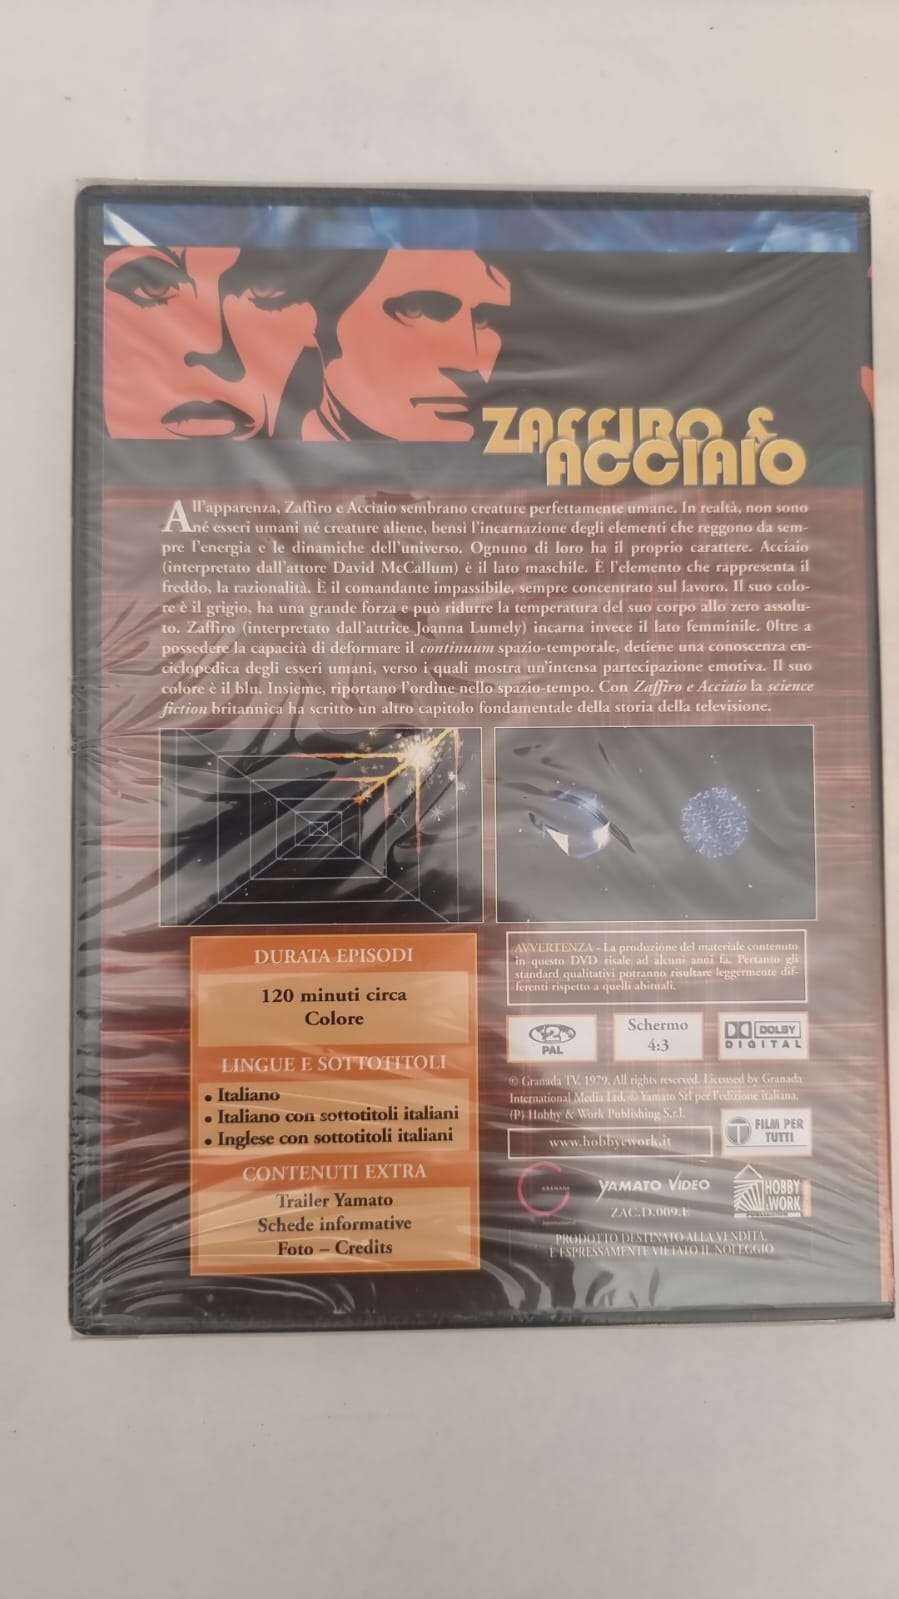 ZAFFIRO &
ACCIAIO
All'apparenza, Zaffiro e Acciaio sembrano creature perfettamente umane. In realtà, non sono
né esseri umani né creature aliene, bensì l'incarnazione degli elementi che reggono da sem-
pre l'energia e le dinamiche dell'universo. Ognuno di loro ha il proprio carattere. Acciaio
(interpretato dall'attore David McCallum) è il lato maschile. È l'elemento che rappresenta il
freddo, la razionalità. È il comandante impassibile, sempre concentrato sul lavoro. Il suo colo-
re è il grigio, ha una grande forza e può ridurre la temperatura del suo corpo allo zero assolu-
to. Zaffiro (interpretato dall'attrice Joanna Lumely) incarna invece il lato femminile. 0ltre a
possedere la capacità di deformare il continuum spazio-temporale, detiene una conoscenza en-
ciclopedica degli esseri umani, verso i quali mostra un'intensa partecipazione emotiva. Il suo
colore è il blu. Insieme, riportano l'ordine nello spazio-tempo. Con Zaffiro e Acciaio la science
fiction britannica ha scritto un altro capitolo fondamentale della storia della televisione.
DURATA EPISODI
120 minuti circa
Colore
LINGUE E SOTTOTITOLI
• Italiano
• Italiano con sottotitoli italiani
• Inglese con sottotitoli italiani
CONTENUTI EXTRA
Trailer Yamato
Schede informative
Foto – Credits
AVVERTENZA - La produzione del materiale contenuto
in questo DVD risale ad alcuni anni fa. Pertanto gli
standard qualitativi potranno risultare leggermente dif-
ferenti rispetto a quelli abituali.
2
PAL
Schermo
4:3
DOLBY
DIGITAL
© Granada TV, 1979. All rights reserved. Licensed by Granada
International Media Ltd. © Yamato Srl per l'edizione italiana.
(P) Hobby & Work Publishing S.r.l.
www.hobbyework.it
T FILM PER
TUTTI
GRANADA
International
YAMATO VIDEO
ZAC.D.009.E
HOBBY
&WORK
PRODOTTO DESTINATO ALLA VENDITA.
È ESPRESSAMENTE VIETATO IL NOLEGGIO